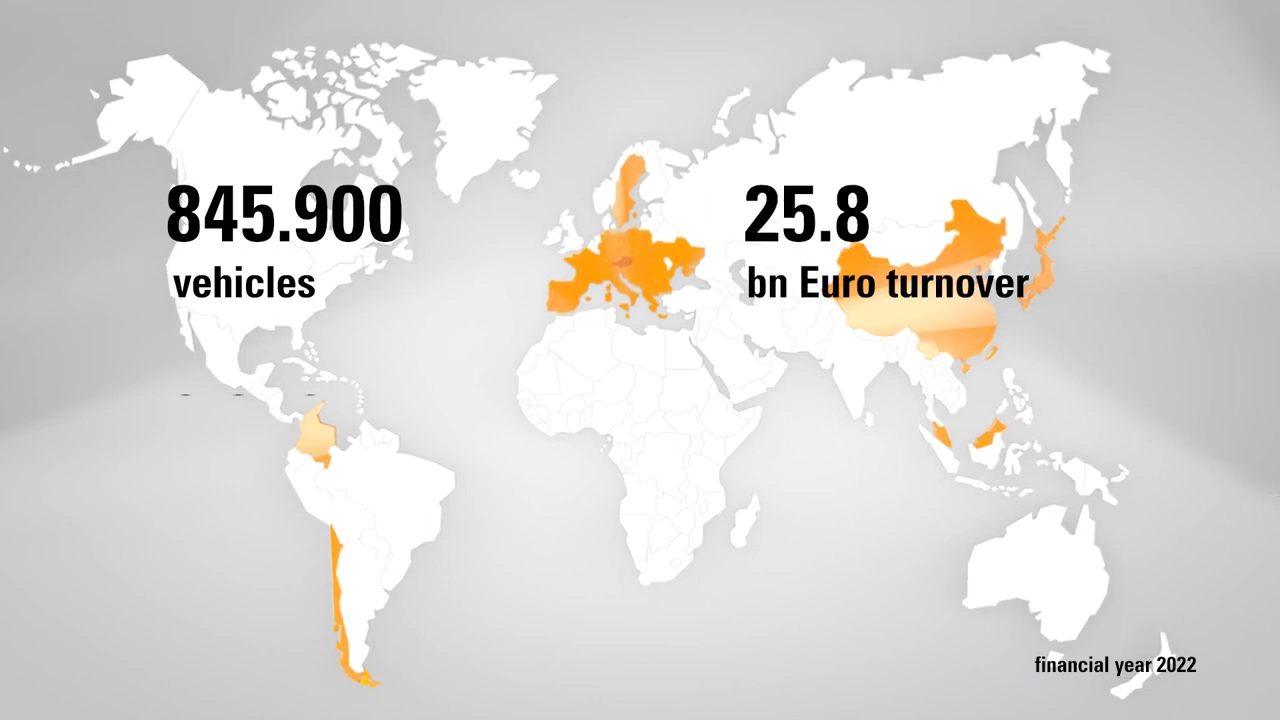 845.900
vehicles
25.8
bn Euro turnover
financial year 2022